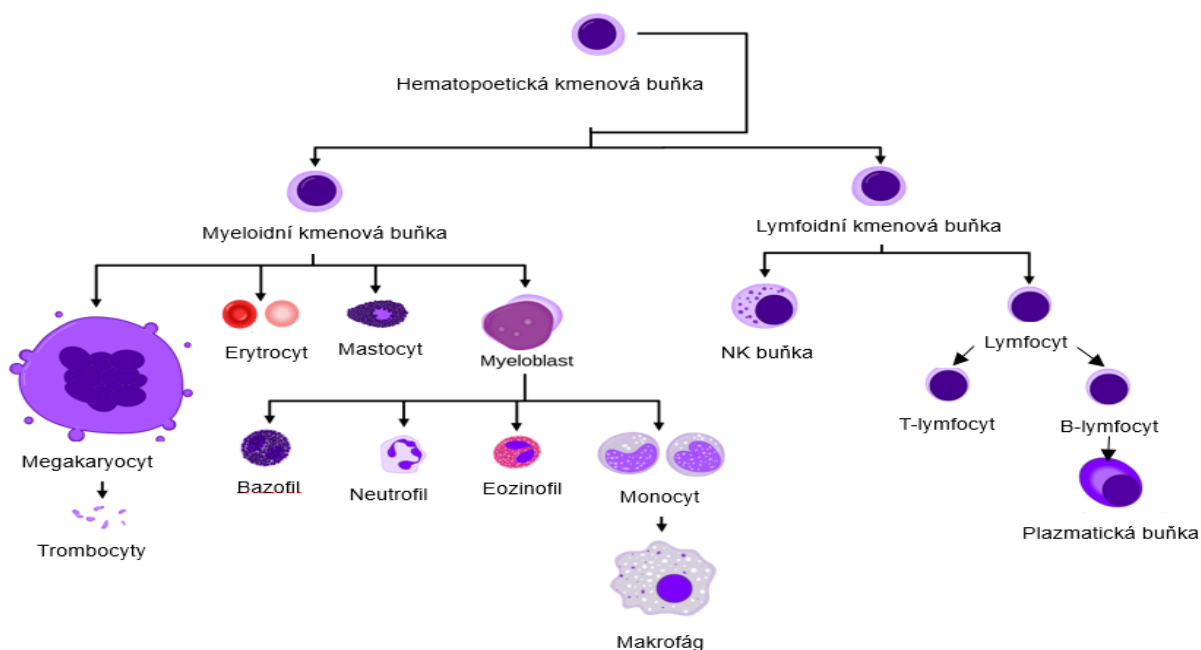 Hematopoetická kmenová buňka
Myeloidní kmenová buňka
Lymfoidní kmenová buňka
Erytrocyt
Mastocyt
Myeloblast
NK buňka
Lymfocyt
T-lymfocyt
B-lymfocyt
Megakaryocyt
Bazofil
Neutrofil
Eozinofil
Monocyt
Plazmatická buňka
Trombocyty
Makrofág